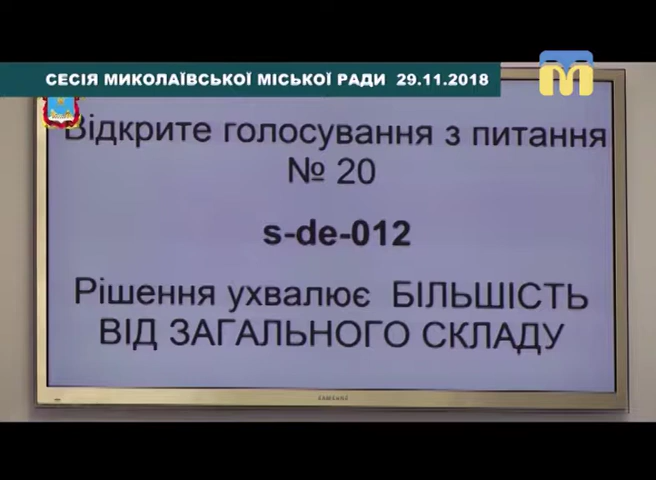 СЕСІЯ МИКОЛАЇВСЬКОЇ МІСЬКОЇ РАДИ 29.11.2018
Відкрите голосування з питання
№ 20
s-de-012
Рішення ухвалює БІЛЬШІСТЬ
ВІД ЗАГАЛЬНОГО СКЛАДУ
SAMSUNG